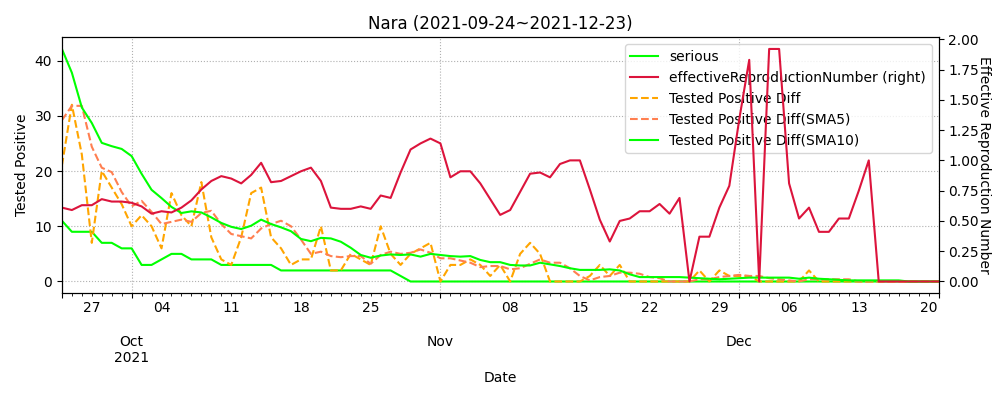 Nara (2021-09-24~2021-12-23)
serious
effectiveReproductionNumber (right)
Tested Positive Diff
Tested Positive Diff(SMA5)
Tested Positive Diff(SMA10)
Tested Positive
40
30
20
10
0
2.00
1.75
1.50
1.25
1.00
0.75
0.50
0.25
0.00
Effective Reproduction Number
27 04 11 18 25 08 15 22 29 06 13 20
Oct Nov Dec
2021
Date